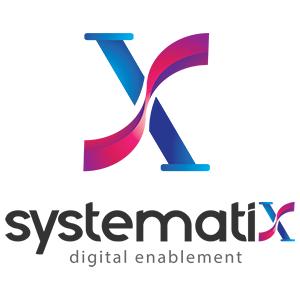 X
systematiX
digital enablement